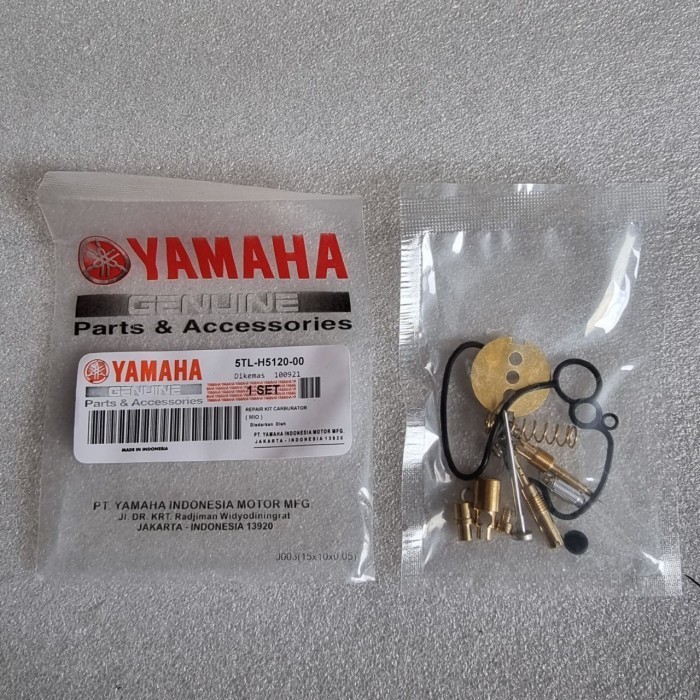 YAMAHA
GENUINE
Parts & Accessories
YAMAHA
GENUINE
Parts & Accessories
5TL-H5120-00
Dikemas 100921
1 SET
REPAIR KIT CARBURATOR
( MIO )
Diedarkan Oleh
PT. YAMAHA INDONESIA MOTOR MFG.
JAKARTA - INDONESIA 13920
MADE IN INDONESIA
PT. YAMAHA INDONESIA MOTOR MFG
Jl. DR. KRT. Radjiman Widyodiningrat
JAKARTA - INDONESIA 13920
J003(15x10x0.05)